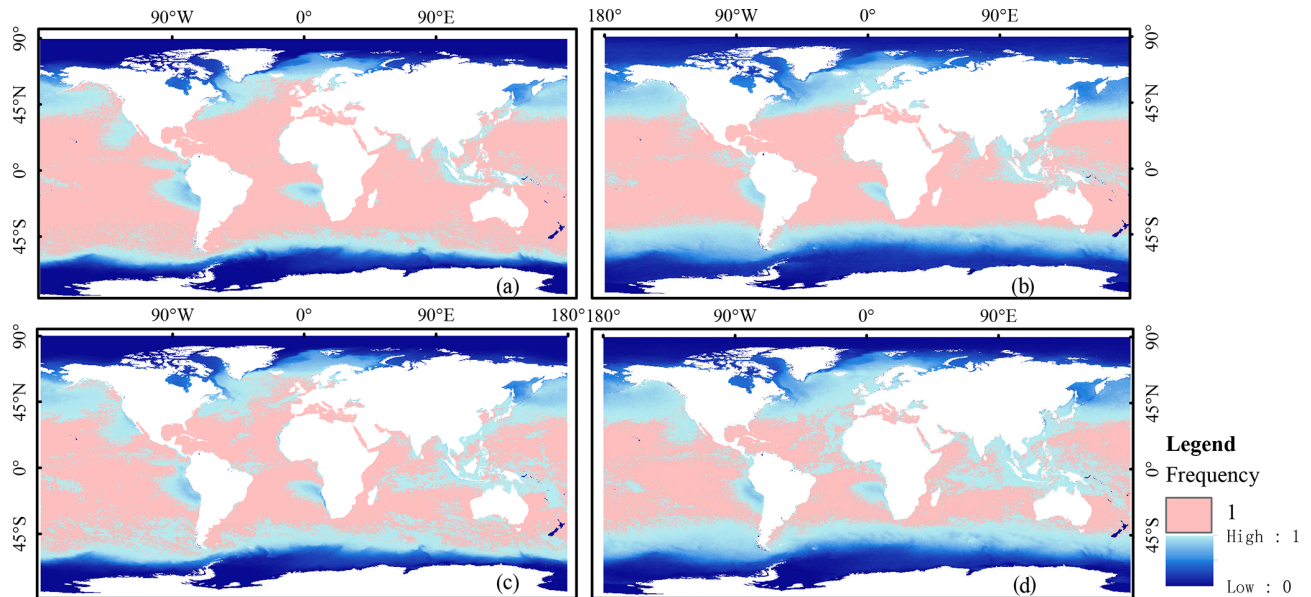 90°W 0° 90°E
180° 90°W 0° 90°E
90° 45°N 0° 45°S
90° 45°N 0° 45°S
(a)
(b)
90°W 0° 90°E 180°
180° 90°W 0° 90°E
90° 45°N 0° 45°S
90° 45°N 0° 45°S
(c)
(d)
Legend
Frequency
1
High : 1
Low : 0